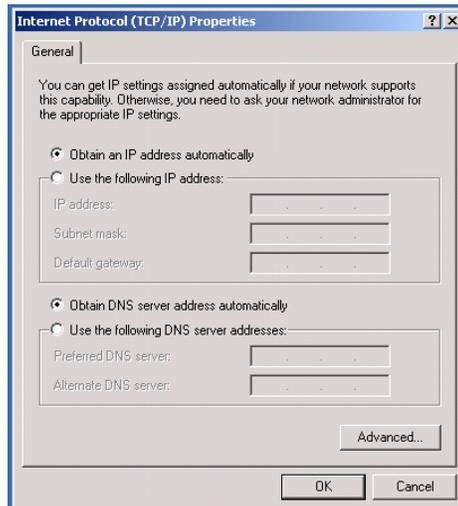 Internet Protocol (TCP/IP) Properties
General
You can get IP settings assigned automatically if your network supports
this capability. Otherwise, you need to ask your network administrator for
the appropriate IP settings.
Obtain an IP address automatically
Use the following IP address:
IP address:
Subnet mask:
Default gateway:
Obtain DNS server address automatically
Use the following DNS server addresses:
Preferred DNS server:
Alternate DNS server:
Advanced...
OK
Cancel